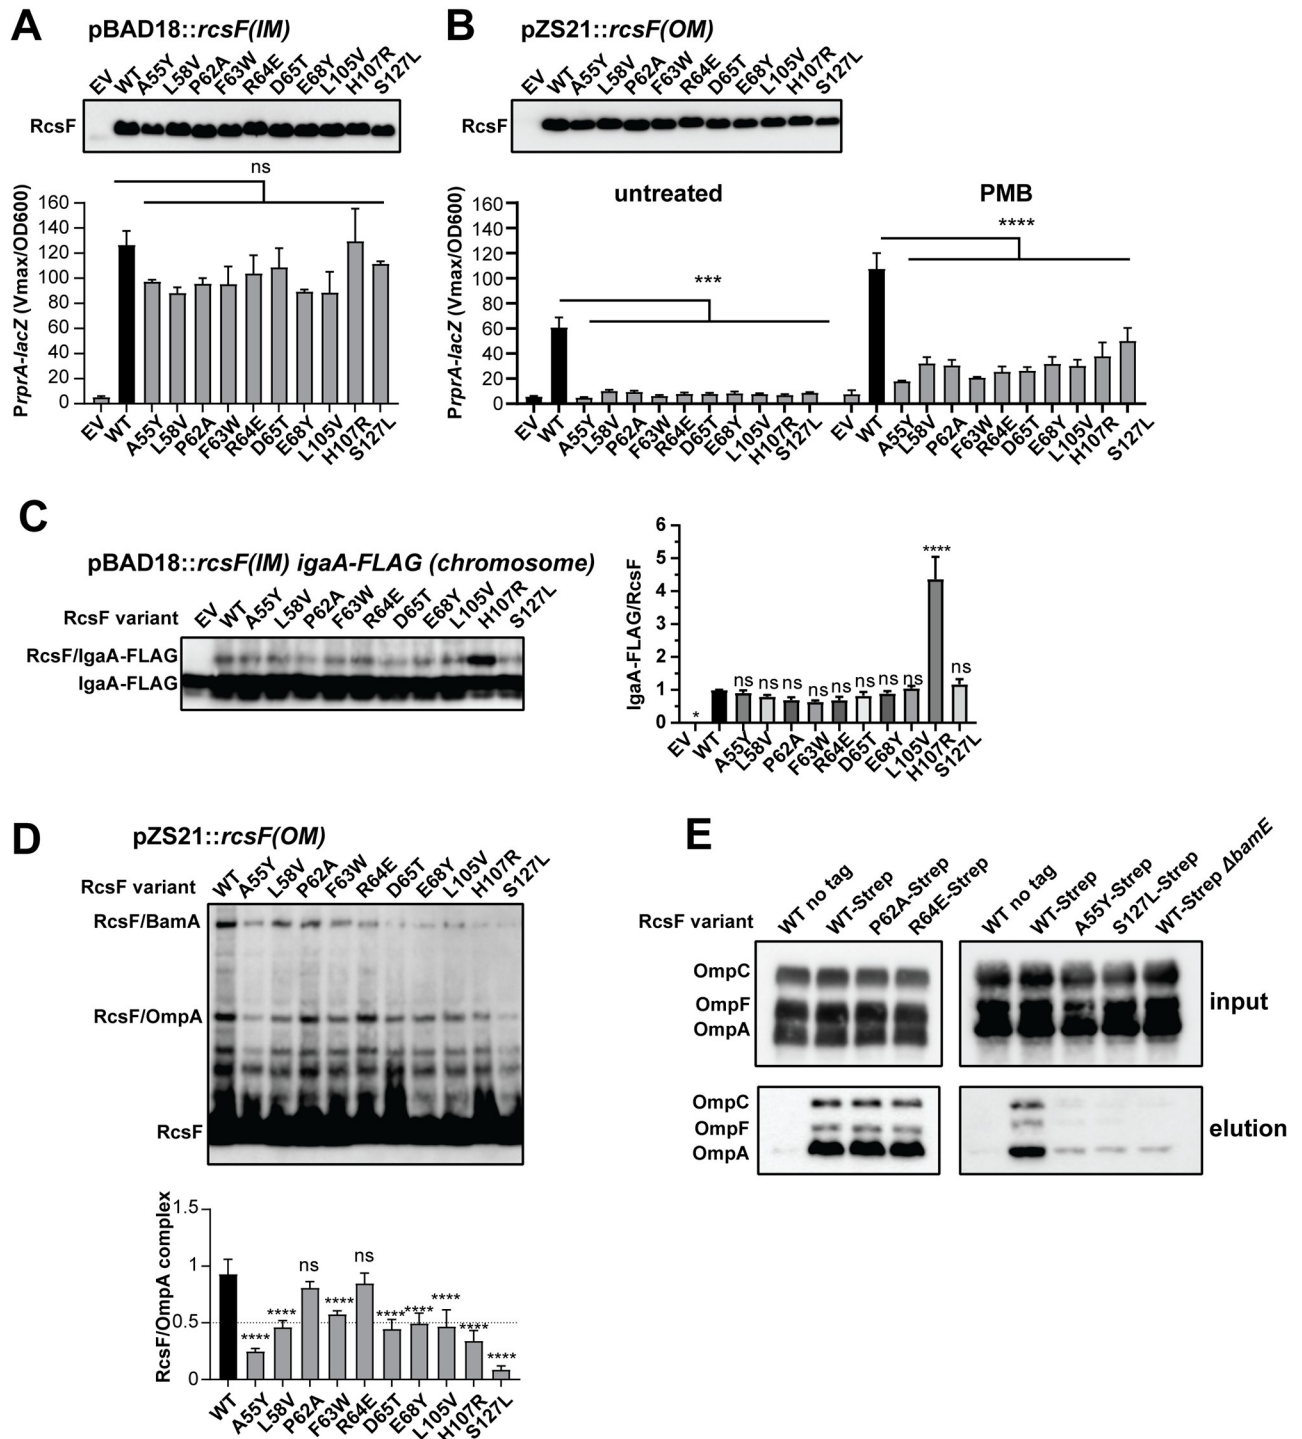 A
pBAD18::rcsF(IM)
EV WT A55Y L58V P62A F63W R64E D65T E68Y L105V H107R S127L
RcsF
ns
PrprA-lacZ (Vmax/OD600)
160
140
120
100
80
60
40
20
0
EV WT A55Y L58V P62A F63W R64E D65T E68Y L105V H107R S127L
B
pZS21::rcsF(OM)
EV WT A55Y L58V P62A F63W R64E D65T E68Y L105V H107R S127L
RcsF
untreated PMB
*** ****
PrprA-lacZ (Vmax/OD600)
160
140
120
100
80
60
40
20
0
EV WT A55Y L58V P62A F63W R64E D65T E68Y L105V H107R S127L EV WT A55Y L58V P62A F63W R64E D65T E68Y L105V H107R S127L
C
pBAD18::rcsF(IM) igaA-FLAG (chromosome)
RcsF variant EV WT A55Y L58V P62A F63W R64E D65T E68Y L105V H107R S127L
RcsF/IgaA-FLAG
IgaA-FLAG
IgaA-FLAG/RcsF
6
5
4
3
2
1
0
* ns ns ns ns ns ns ns ns **** ns
EV WT A55Y L58V P62A F63W R64E D65T E68Y L105V H107R S127L
D
pZS21::rcsF(OM)
RcsF variant WT A55Y L58V P62A F63W R64E D65T E68Y L105V H107R S127L
RcsF/BamA
RcsF/OmpA
RcsF
RcsF/OmpA complex
1.5
1
0.5
0
**** **** ns **** ns **** **** **** **** ****
WT A55Y L58V P62A F63W R64E D65T E68Y L105V H107R S127L
E
RcsF variant WT no tag WT-Strep P62A-Strep R64E-Strep WT no tag WT-Strep A55Y-Strep S127L-Strep WT-Strep ΔbamE
OmpC
OmpF
OmpA
input
OmpC
OmpF
OmpA
elution